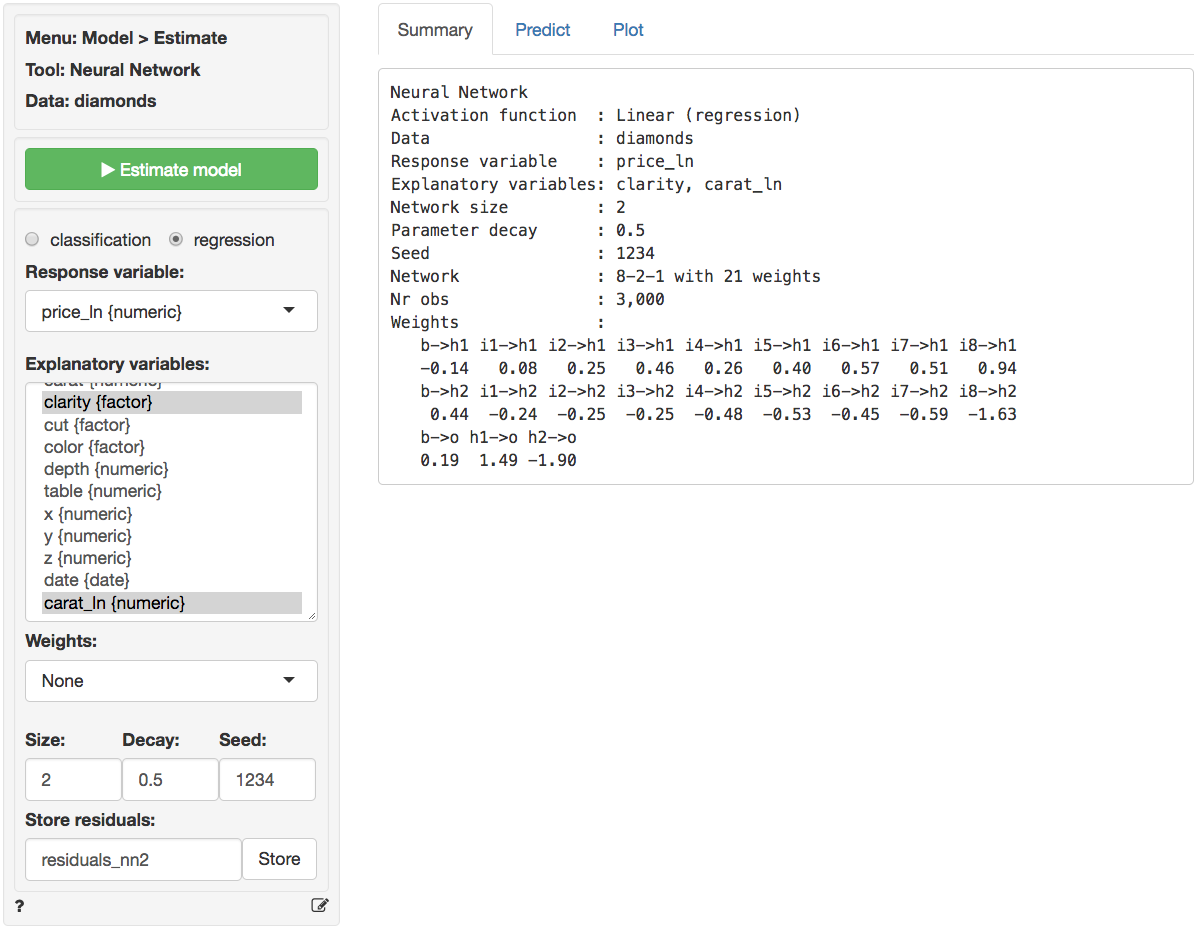 Menu: Model > Estimate
Tool: Neural Network
Data: diamonds
Estimate model
classification regression
Response variable:
price_ln {numeric}
Explanatory variables:
carat {numeric}
clarity {factor}
cut {factor}
color {factor}
depth {numeric}
table {numeric}
x {numeric}
y {numeric}
z {numeric}
date {date}
carat_ln {numeric}
Weights:
None
Size: Decay: Seed:
2 0.5 1234
Store residuals:
residuals_nn2 Store
?
Summary Predict Plot
Neural Network
Activation function : Linear (regression)
Data : diamonds
Response variable : price_ln
Explanatory variables: clarity, carat_ln
Network size : 2
Parameter decay : 0.5
Seed : 1234
Network : 8-2-1 with 21 weights
Nr obs : 3,000
Weights :
b->h1 i1->h1 i2->h1 i3->h1 i4->h1 i5->h1 i6->h1 i7->h1 i8->h1
-0.14 0.08 0.25 0.46 0.26 0.40 0.57 0.51 0.94
b->h2 i1->h2 i2->h2 i3->h2 i4->h2 i5->h2 i6->h2 i7->h2 i8->h2
0.44 -0.24 -0.25 -0.25 -0.48 -0.53 -0.45 -0.59 -1.63
b->o h1->o h2->o
0.19 1.49 -1.90